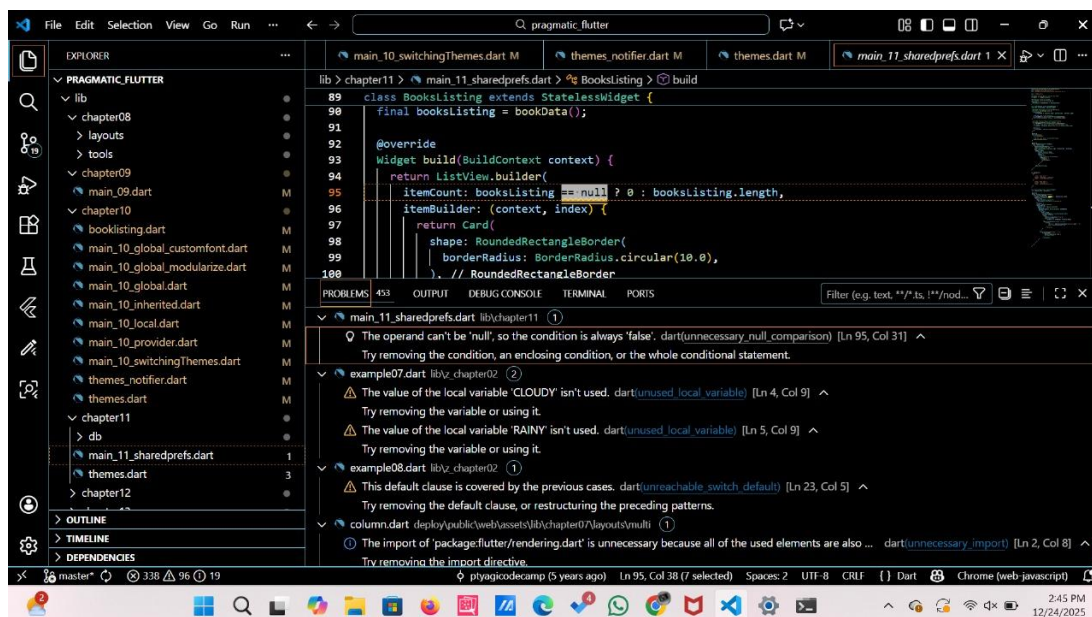 File Edit Selection View Go Run ··· pragmatic_flutter
EXPLORER ···
PRAGMATIC_FLUTTER
lib
chapter08
layouts
tools
chapter09
main_09.dart M
chapter10
booklisting.dart M
main_10_global_customfont.dart M
main_10_global_modularize.dart M
main_10_global.dart M
main_10_inherited.dart M
main_10_local.dart M
main_10_provider.dart M
main_10_switchingThemes.dart M
themes_notifier.dart M
themes.dart M
chapter11
db
main_11_sharedprefs.dart 1
themes.dart 3
chapter12
OUTLINE
TIMELINE
DEPENDENCIES
19
main_10_switchingThemes.dart M themes_notifier.dart M themes.dart M main_11_sharedprefs.dart 1
lib > chapter11 > main_11_sharedprefs.dart > BooksListing > build
89 class BooksListing extends StatelessWidget {
90 final booksListing = bookData();
91
92 @override
93 Widget build(BuildContext context) {
94 return ListView.builder(
95 itemCount: booksListing == null ? 0 : booksListing.length,
96 itemBuilder: (context, index) {
97 return Card(
98 shape: RoundedRectangleBorder(
99 borderRadius: BorderRadius.circular(10.0),
100 ), // RoundedRectangleBorder
PROBLEMS 453 OUTPUT DEBUG CONSOLE TERMINAL PORTS Filter (e.g. text, **/*.ts, !**/nod...
main_11_sharedprefs.dart lib\chapter11 1
The operand can't be 'null', so the condition is always 'false'. dart(unnecessary_null_comparison) [Ln 95, Col 31]
Try removing the condition, an enclosing condition, or the whole conditional statement.
example07.dart lib\z_chapter02 2
The value of the local variable 'CLOUDY' isn't used. dart(unused_local_variable) [Ln 4, Col 9]
Try removing the variable or using it.
The value of the local variable 'RAINY' isn't used. dart(unused_local_variable) [Ln 5, Col 9]
Try removing the variable or using it.
example08.dart lib\z_chapter02 1
This default clause is covered by the previous cases. dart(unreachable_switch_default) [Ln 23, Col 5]
Try removing the default clause, or restructuring the preceding patterns.
column.dart deploy\public\web\assets\lib\chapter07\layouts\multi 1
The import of 'package:flutter/rendering.dart' is unnecessary because all of the used elements are also ... dart(unnecessary_import) [Ln 2, Col 8]
Try removing the import directive.
master* 338 96 19 ptyagicodecamp (5 years ago) Ln 95, Col 38 (7 selected) Spaces: 2 UTF-8 CRLF { } Dart Chrome (web-javascript)
2:45 PM
12/24/2025